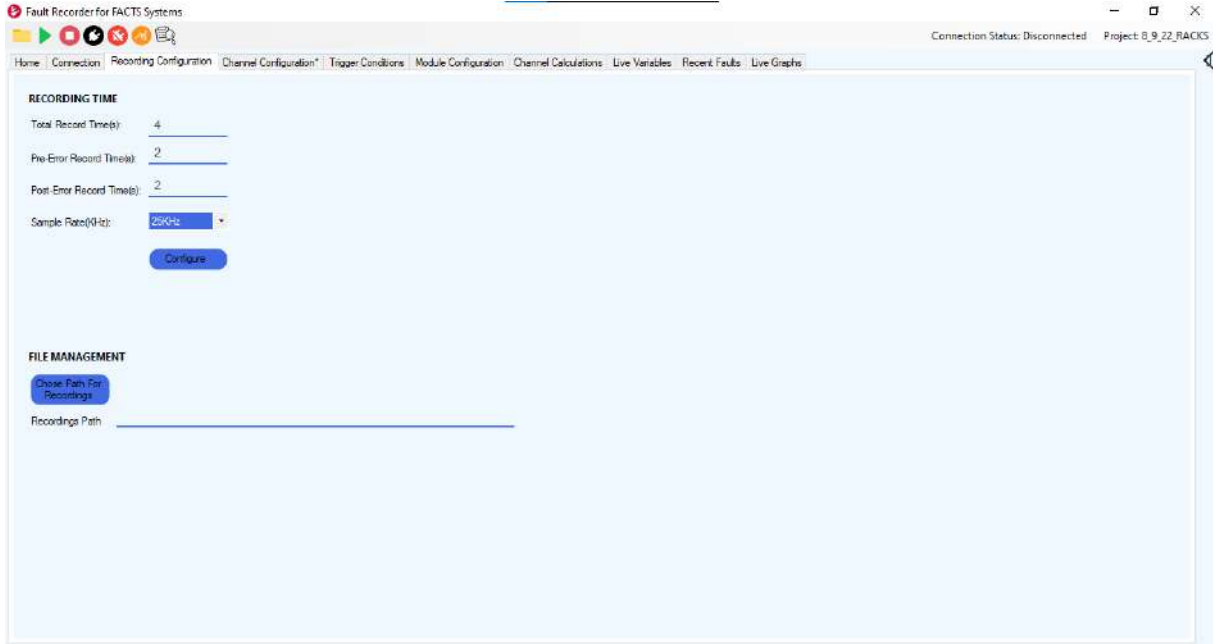 Fault Recorder for FACTS Systems
Connection Status: Disconnected Project: 8_9_22_RACKS
Home Connection Recording Configuration Channel Configuration* Trigger Conditions Module Configuration Channel Calculations Live Variables Recent Faults Live Graphs
RECORDING TIME
Total Record Time(s): 4
Pre-Error Record Time(s): 2
Post-Error Record Time(s): 2
Sample Rate(KHz): 25KHz
Configure
FILE MANAGEMENT
Chose Path For
Recordings
Recordings Path